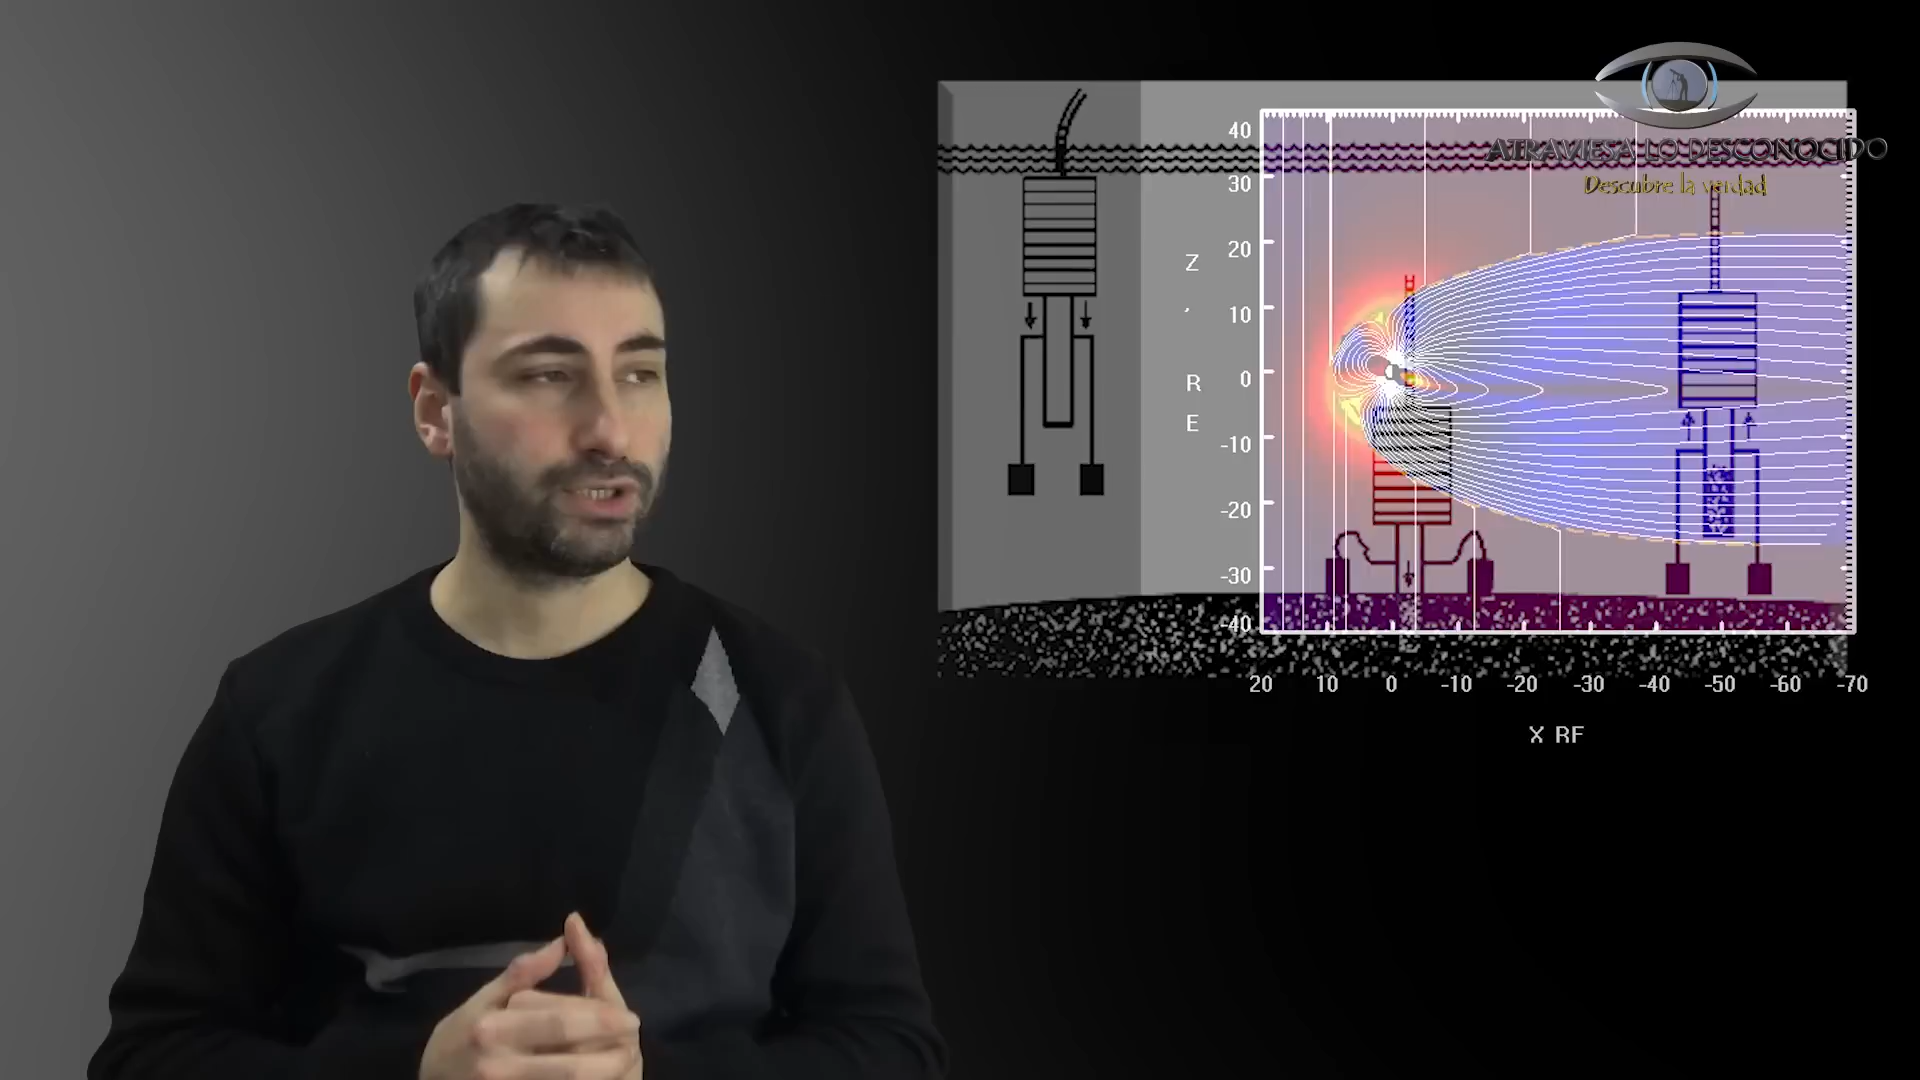 ATRAVIESA LO DESCONOCIDO
Descubre la verdad
40
30
20
10
0
-10
-20
-30
-40
Z
,
R
E
20 10 0 -10 -20 -30 -40 -50 -60 -70
X RF